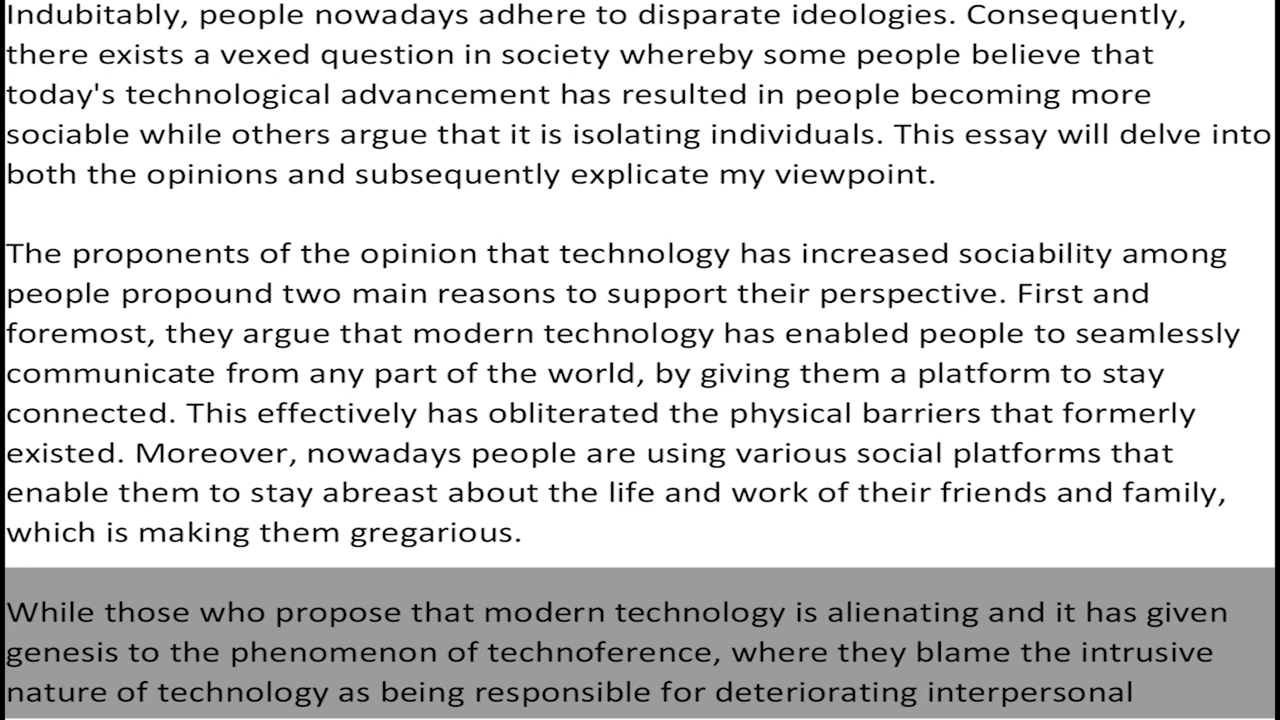 Indubitably, people nowadays adhere to disparate ideologies. Consequently,
there exists a vexed question in society whereby some people believe that
today's technological advancement has resulted in people becoming more
sociable while others argue that it is isolating individuals. This essay will delve into
both the opinions and subsequently explicate my viewpoint.
The proponents of the opinion that technology has increased sociability among
people propound two main reasons to support their perspective. First and
foremost, they argue that modern technology has enabled people to seamlessly
communicate from any part of the world, by giving them a platform to stay
connected. This effectively has obliterated the physical barriers that formerly
existed. Moreover, nowadays people are using various social platforms that
enable them to stay abreast about the life and work of their friends and family,
which is making them gregarious.
While those who propose that modern technology is alienating and it has given
genesis to the phenomenon of technoference, where they blame the intrusive
nature of technology as being responsible for deteriorating interpersonal